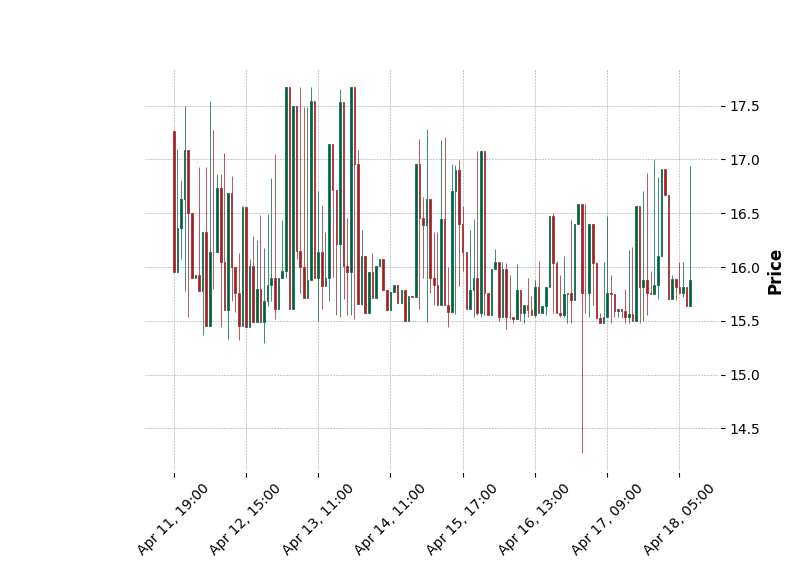 17.5
17.0
16.5
16.0
15.5
15.0
14.5
Price
Apr 11, 19:00
Apr 12, 15:00
Apr 13, 11:00
Apr 14, 11:00
Apr 15, 17:00
Apr 16, 13:00
Apr 17, 09:00
Apr 18, 05:00